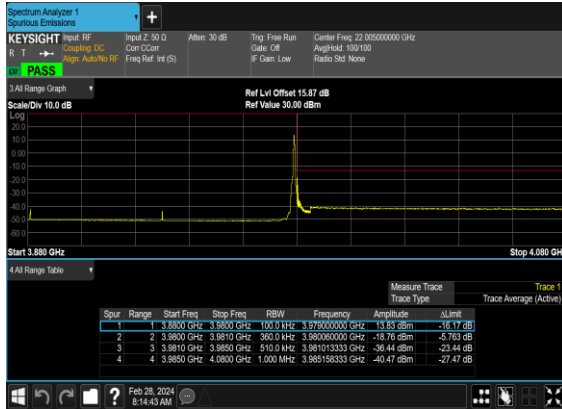 Spectrum Analyzer 1
Spurious Emissions
KEYSIGHT Input: RF Input Z: 50 Ω Atten: 30 dB Trig: Free Run Center Freq: 22.005000000 GHz
R T Coupling: DC Corr CCorr Gate: Off Avg|Hold: 100/100
Align: Auto/No RF Freq Ref: Int (S) IF Gain: Low Radio Std: None
PASS
3 All Range Graph
Ref Lvl Offset 15.87 dB
Scale/Div 10.0 dB Ref Value 30.00 dBm
Log
20.0
10.0
0.00
-10.0
-20.0
-30.0
-40.0
-50.0
-60.0
Start 3.880 GHz Stop 4.080 GH
4 All Range Table
Measure Trace Trace 1
Trace Type Trace Average (Active)
Spur Range Start Freq Stop Freq RBW Frequency Amplitude ΔLimit
1 1 3.8800 GHz 3.9800 GHz 100.0 kHz 3.979000000 GHz 13.83 dBm -16.17 dB
2 2 3.9800 GHz 3.9810 GHz 360.0 kHz 3.980060000 GHz -18.76 dBm -5.763 dB
3 3 3.9810 GHz 3.9850 GHz 510.0 kHz 3.981013333 GHz -36.44 dBm -23.44 dB
4 4 3.9850 GHz 4.0800 GHz 1.000 MHz 3.985158333 GHz -40.47 dBm -27.47 dB
? Feb 28, 2024
8:14:43 AM